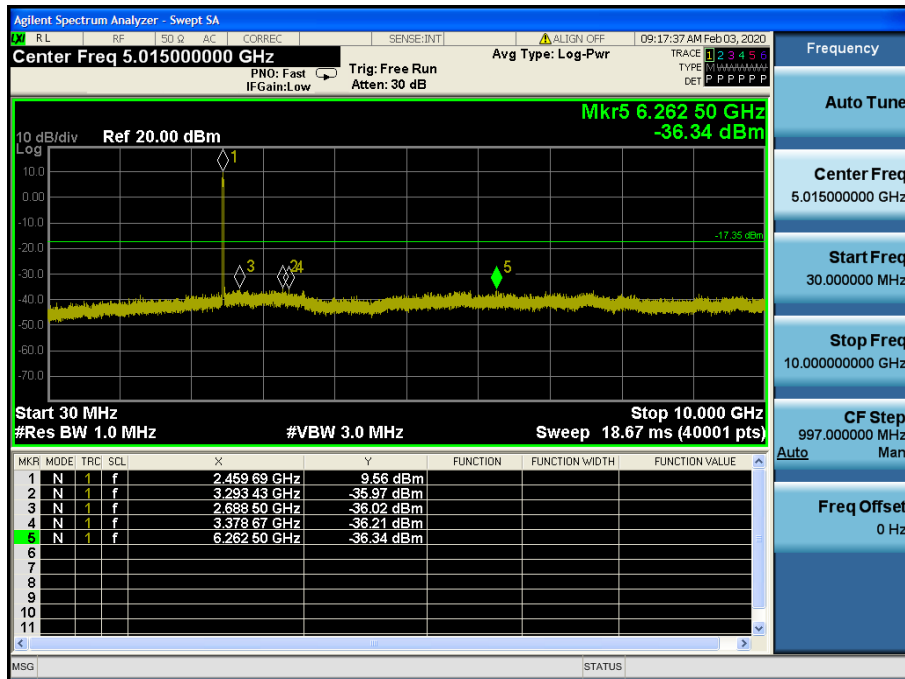 Agilent Spectrum Analyzer - Swept SA
LXI RL RF 50 Ω AC CORREC SENSE:INT ALIGN OFF 09:17:37 AM Feb 03, 2020
Center Freq 5.015000000 GHz
PNO: Fast
IFGain:Low
Trig: Free Run
Atten: 30 dB
Avg Type: Log-Pwr
TRACE 1 2 3 4 5 6
TYPE M WWWWW
DET P P P P P P
Mkr5 6.262 50 GHz
-36.34 dBm
10 dB/div Ref 20.00 dBm
Log
1
10.0
0.00
-10.0
-17.35 dBm
-20.0
3 2 4 5
-30.0
-40.0
-50.0
-60.0
-70.0
Start 30 MHz Stop 10.000 GHz
#Res BW 1.0 MHz #VBW 3.0 MHz Sweep 18.67 ms (40001 pts)
MKR MODE TRC SCL X Y FUNCTION FUNCTION WIDTH FUNCTION VALUE
1 N 1 f 2.459 69 GHz 9.56 dBm
2 N 1 f 3.293 43 GHz -35.97 dBm
3 N 1 f 2.688 50 GHz -36.02 dBm
4 N 1 f 3.378 67 GHz -36.21 dBm
5 N 1 f 6.262 50 GHz -36.34 dBm
6
7
8
9
10
11
MSG STATUS
Frequency
Auto Tune
Center Freq
5.015000000 GHz
Start Freq
30.000000 MHz
Stop Freq
10.000000000 GHz
CF Step
997.000000 MHz
Auto Man
Freq Offset
0 Hz